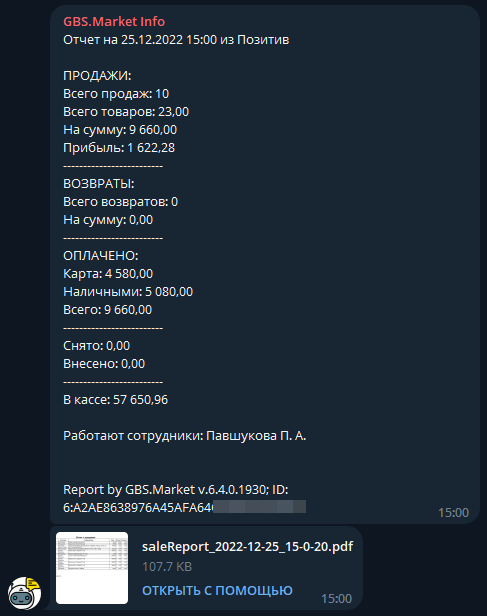 GBS.Market Info
Отчет на 25.12.2022 15:00 из Позитив
ПРОДАЖИ:
Всего продаж: 10
Всего товаров: 23,00
На сумму: 9 660,00
Прибыль: 1 622,28
------------------------
ВОЗВРАТЫ:
Всего возвратов: 0
На сумму: 0,00
------------------------
ОПЛАЧЕНО:
Карта: 4 580,00
Наличными: 5 080,00
Всего: 9 660,00
------------------------
Снято: 0,00
Внесено: 0,00
------------------------
В кассе: 57 650,96
Работают сотрудники: Павшукова П. А.
Report by GBS.Market v.6.4.0.1930; ID:
6:A2AE8638976A45AFA64
15:00
saleReport_2022-12-25_15-0-20.pdf
107.7 KB
ОТКРЫТЬ С ПОМОЩЬЮ
15:00